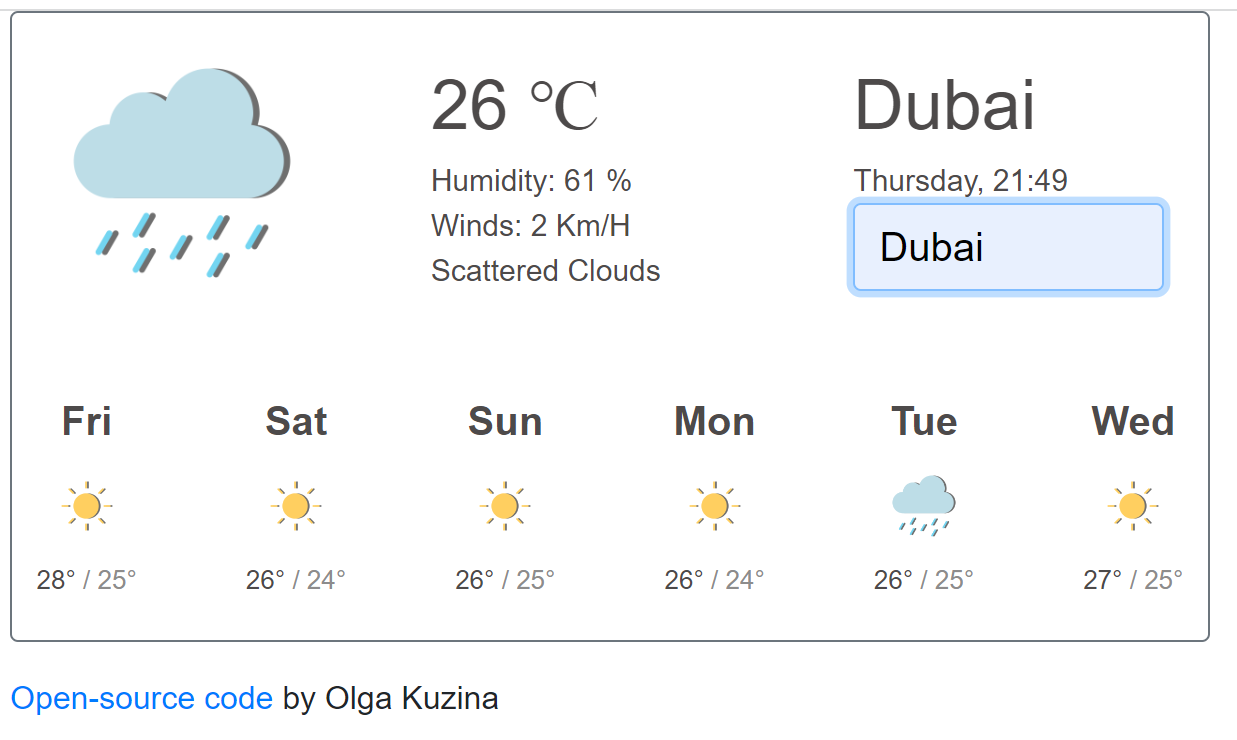 26 °C
Humidity: 61 %
Winds: 2 Km/H
Scattered Clouds
Dubai
Thursday, 21:49
Dubai
Fri Sat Sun Mon Tue Wed
28° / 25° 26° / 24° 26° / 25° 26° / 24° 26° / 25° 27° / 25°
Open-source code by Olga Kuzina